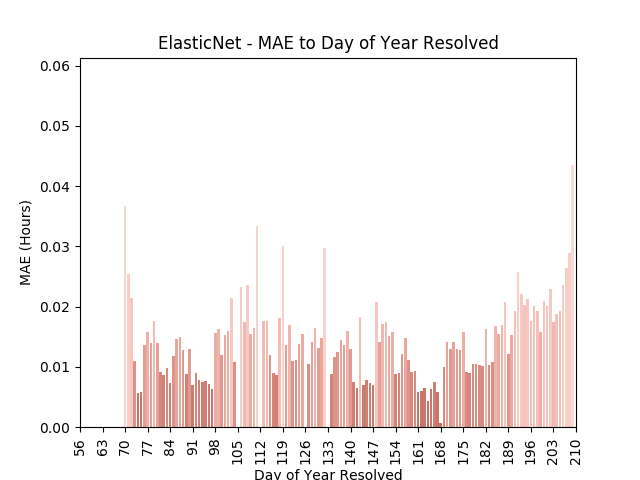 ElasticNet - MAE to Day of Year Resolved
0.06
0.05
0.04
0.03
0.02
0.01
0.00
MAE (Hours)
56 63 70 77 84 91 98 105 112 119 126 133 140 147 154 161 168 175 182 189 196 203 210
Day of Year Resolved